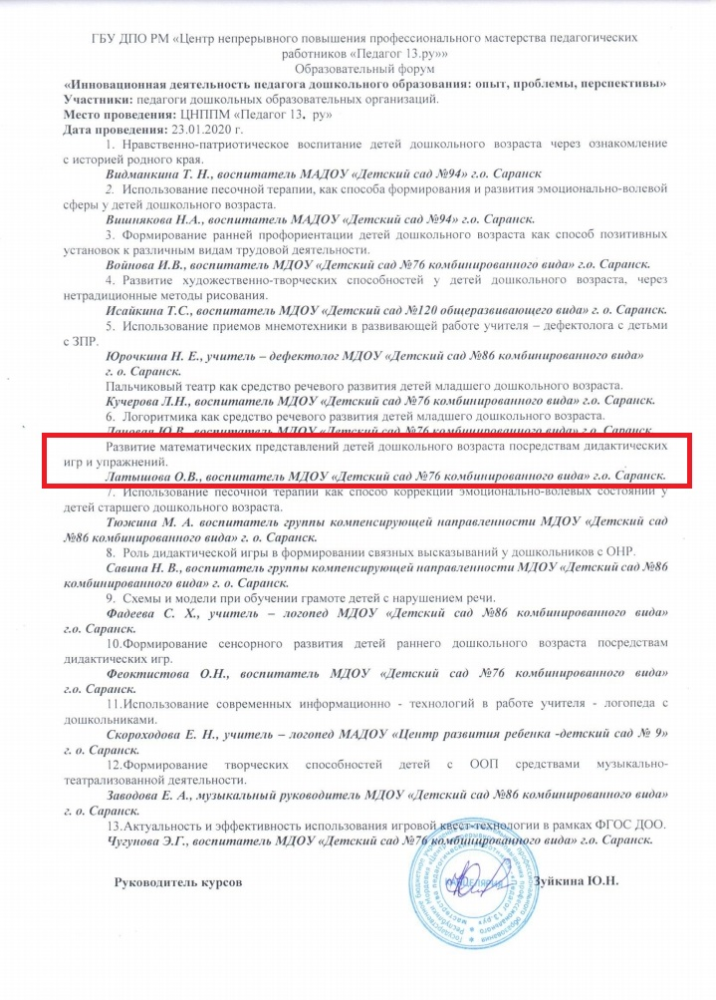 ГБУ ДПО РМ «Центр непрерывного повышения профессионального мастерства педагогических
работников «Педагог 13.ру»»
Образовательный форум
«Инновационная деятельность педагога дошкольного образования: опыт, проблемы, перспективы»
Участники: педагоги дошкольных образовательных организаций.
Место проведения: ЦНППМ «Педагог 13. ру»
Дата проведения: 23.01.2020 г.
1. Нравственно-патриотическое воспитание детей дошкольного возраста через ознакомление
с историей родного края.
Видманкина Т. Н., воспитатель МАДОУ «Детский сад №94» г.о. Саранск
2. Использование песочной терапии, как способа формирования и развития эмоционально-волевой
сферы у детей дошкольного возраста.
Вишнякова Н.А., воспитатель МАДОУ «Детский сад №94» г.о. Саранск.
3. Формирование ранней профориентации детей дошкольного возраста как способ позитивных
установок к различным видам трудовой деятельности.
Войнова И.В., воспитатель МДОУ «Детский сад №76 комбинированного вида» г.о. Саранск.
4. Развитие художественно-творческих способностей у детей дошкольного возраста, через
нетрадиционные методы рисования.
Исайкина Т.С., воспитатель МДОУ «Детский сад №120 общеразвивающего вида» г. о. Саранск.
5. Использование приемов мнемотехники в развивающей работе учителя – дефектолога с детьми
с ЗПР.
Юрочкина Н. Е., учитель – дефектолог МДОУ «Детский сад №86 комбинированного вида»
г. о. Саранск.
Пальчиковый театр как средство речевого развития детей младшего дошкольного возраста.
Кучерова Л.Н., воспитатель МДОУ «Детский сад №76 комбинированного вида» г.о. Саранск.
6. Логоритмика как средство речевого развития детей младшего дошкольного возраста.
Ю.В., воспитатель МДОУ «Детский сад №76 комбинированного вида» г.о. Саранск.
Развитие математических представлений детей дошкольного возраста посредствам дидактических
игр и упражнений.
Латышова О.В., воспитатель МДОУ «Детский сад №76 комбинированного вида» г.о. Саранск.
7. Использование песочной терапии как способ коррекции эмоционально-волевых состояний у
детей старшего дошкольного возраста.
Тюжина М. А. воспитатель группы компенсирующей направленности МДОУ «Детский сад
№86 комбинированного вида» г. о. Саранск.
8. Роль дидактической игры в формировании связных высказываний у дошкольников с ОНР.
Савина Н. В., воспитатель группы компенсирующей направленности МДОУ «Детский сад №86
комбинированного вида» г. о. Саранск.
9. Схемы и модели при обучении грамоте детей с нарушением речи.
Фадеева С. Х., учитель – логопед МДОУ «Детский сад №86 комбинированного вида»
г.о. Саранск.
10.Формирование сенсорного развития детей раннего дошкольного возраста посредствам
дидактических игр.
Феоктистова О.Н., воспитатель МДОУ «Детский сад №76 комбинированного вида»
г.о. Саранск.
11.Использование современных информационно - технологий в работе учителя - логопеда с
дошкольниками.
Скороходова Е. Н., учитель – логопед МАДОУ «Центр развития ребенка -детский сад № 9»
г. о. Саранск.
12.Формирование творческих способностей детей с ООП средствами музыкально-
театрализованной деятельности.
Заводова Е. А., музыкальный руководитель МДОУ «Детский сад №86 комбинированного вида»
г. о. Саранск.
13.Актуальность и эффективность использования игровой квест-технологии в рамках ФГОС ДОО.
Чугунова Э.Г., воспитатель МДОУ «Детский сад №76 комбинированного вида» г.о. Саранск.
Руководитель курсов Зуйкина Ю.Н.
КАНЦЕЛЯРИЯ